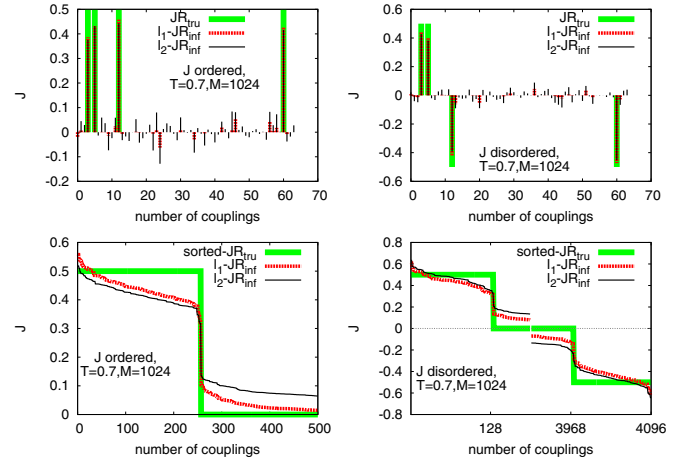 0.5
0.4
0.3
0.2
0.1
0
-0.1
-0.2
J
JR_tru
l_1-JR_inf
l_2-JR_inf
J ordered,
T=0.7,M=1024
0 10 20 30 40 50 60 70
number of couplings
0.6
0.4
0.2
0
-0.2
-0.4
-0.6
J
JR_tru
l_1-JR_inf
l_2-JR_inf
J disordered,
T=0.7,M=1024
0 10 20 30 40 50 60 70
number of couplings
0.6
0.5
0.4
0.3
0.2
0.1
0
J
sorted-JR_tru
l_1-JR_inf
l_2-JR_inf
J ordered,
T=0.7,M=1024
0 100 200 300 400 500
number of couplings
0.8
0.6
0.4
0.2
0
-0.2
-0.4
-0.6
-0.8
J
sorted-JR_tru
l_1-JR_inf
l_2-JR_inf
J disordered,
T=0.7,M=1024
128 3968 4096
number of couplings